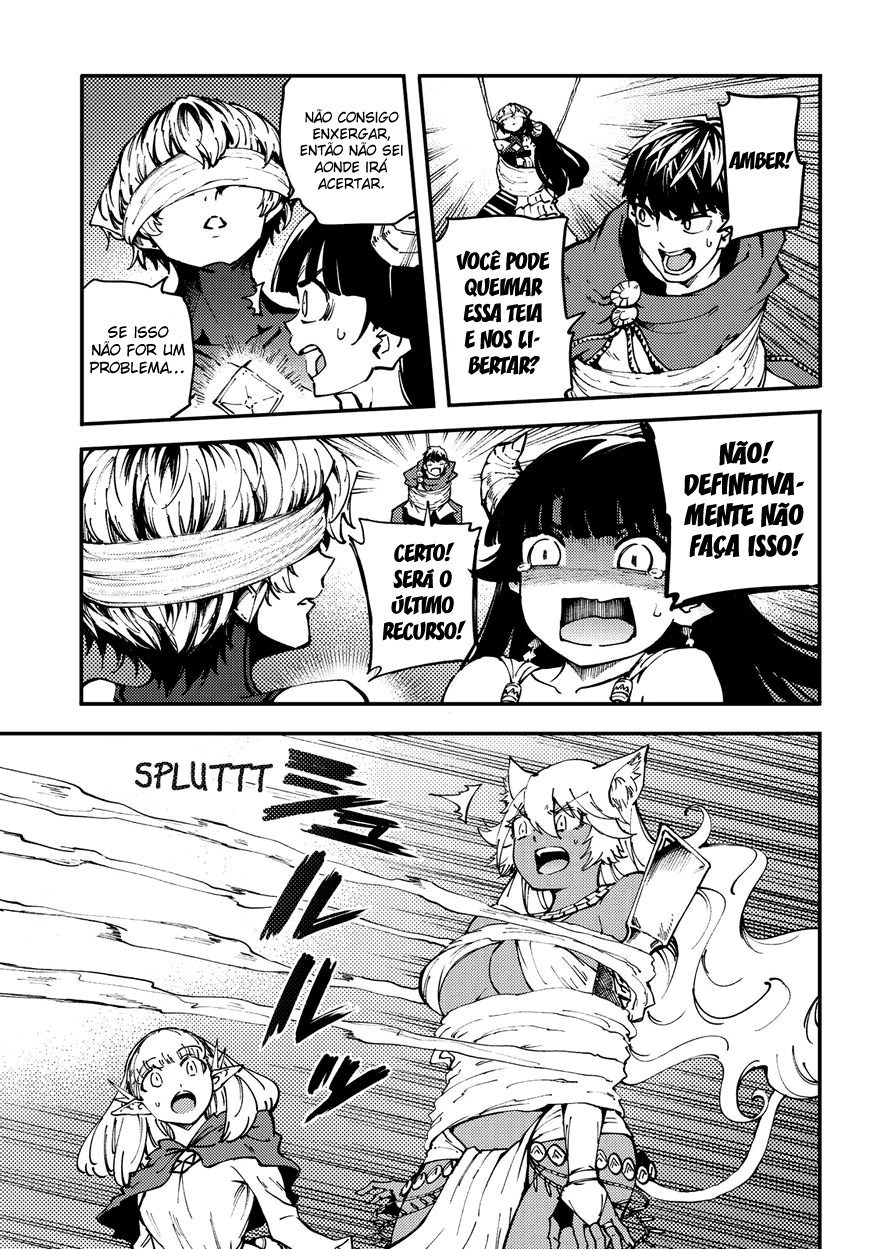 AMBER!
VOCÊ PODE
QUEIMAR
ESSA TEIA
E NOS LI-
BERTAR?
NÃO CONSIGO
ENXERGAR,
ENTÃO NÃO SEI
AONDE IRÁ
ACERTAR.
SE ISSO
NÃO FOR UM
PROBLEMA...
NÃO!
DEFINITIVA-
MENTE NÃO
FAÇA ISSO!
CERTO!
SERÁ O
ÚLTIMO
RECURSO!
SPLUTTT
シュルルッ